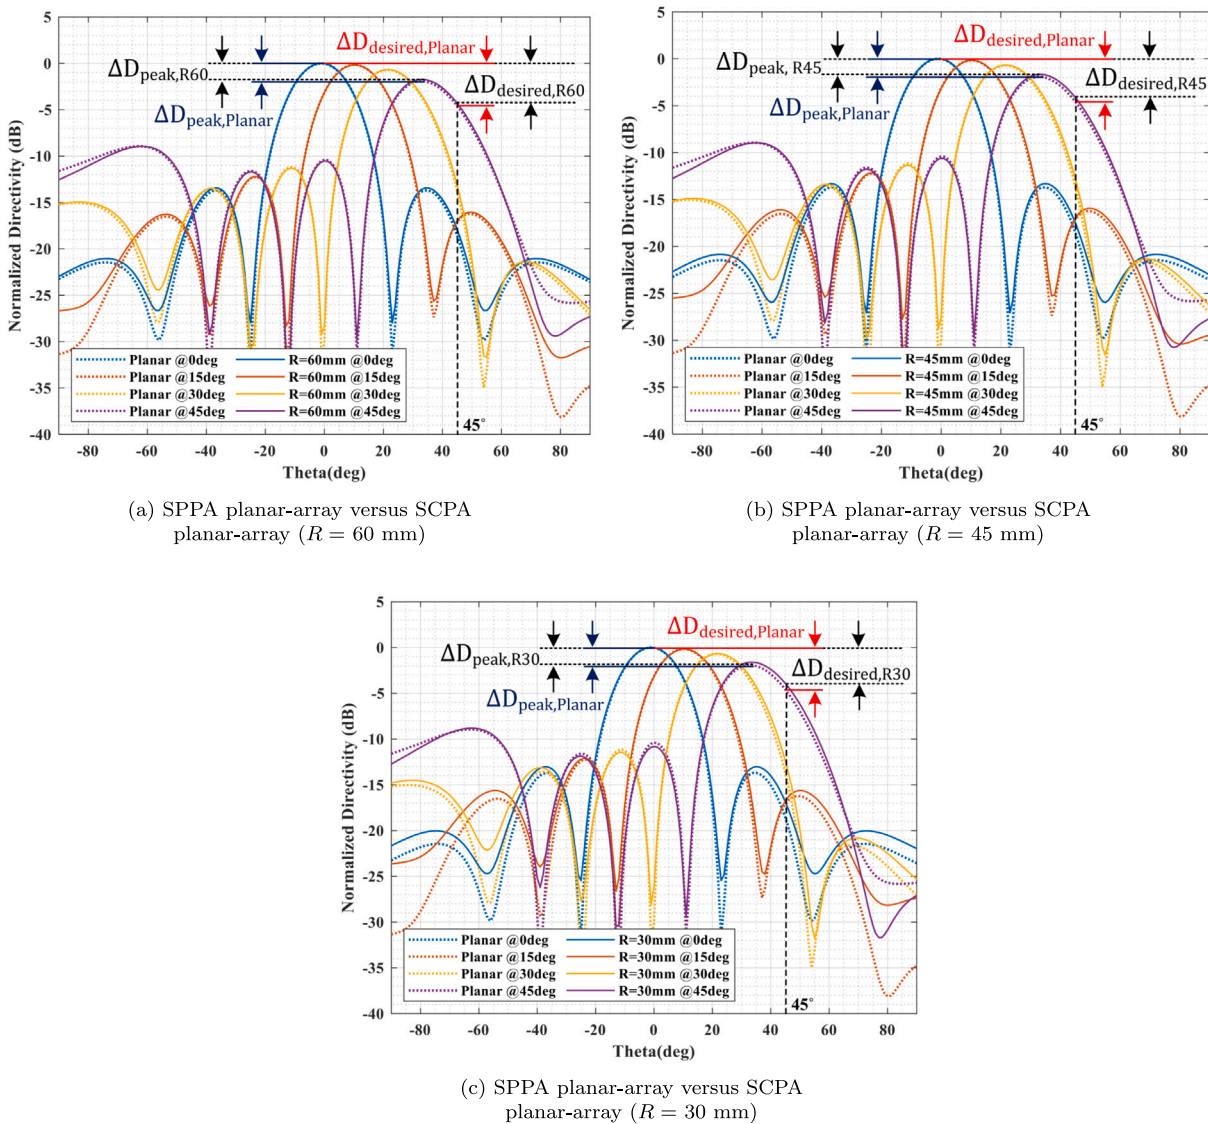 5
0
-5
-10
-15
-20
-25
-30
-35
-40
Normalized Directivity (dB)
ΔD_peak,R60
ΔD_peak,Planar
ΔD_desired,Planar
ΔD_desired,R60
Planar @0deg R=60mm @0deg
Planar @15deg R=60mm @15deg
Planar @30deg R=60mm @30deg
Planar @45deg R=60mm @45deg
45°
-80 -60 -40 -20 0 20 40 60 80
Theta(deg)
(a) SPPA planar-array versus SCPA
planar-array (R = 60 mm)
5
0
-5
-10
-15
-20
-25
-30
-35
-40
Normalized Directivity (dB)
ΔD_peak, R45
ΔD_peak,Planar
ΔD_desired,Planar
ΔD_desired,R45
Planar @0deg R=45mm @0deg
Planar @15deg R=45mm @15deg
Planar @30deg R=45mm @30deg
Planar @45deg R=45mm @45deg
45°
-80 -60 -40 -20 0 20 40 60 80
Theta(deg)
(b) SPPA planar-array versus SCPA
planar-array (R = 45 mm)
5
0
-5
-10
-15
-20
-25
-30
-35
-40
Normalized Directivity (dB)
ΔD_peak,R30
ΔD_peak,Planar
ΔD_desired,Planar
ΔD_desired,R30
Planar @0deg R=30mm @0deg
Planar @15deg R=30mm @15deg
Planar @30deg R=30mm @30deg
Planar @45deg R=30mm @45deg
45°
-80 -60 -40 -20 0 20 40 60 80
Theta(deg)
(c) SPPA planar-array versus SCPA
planar-array (R = 30 mm)